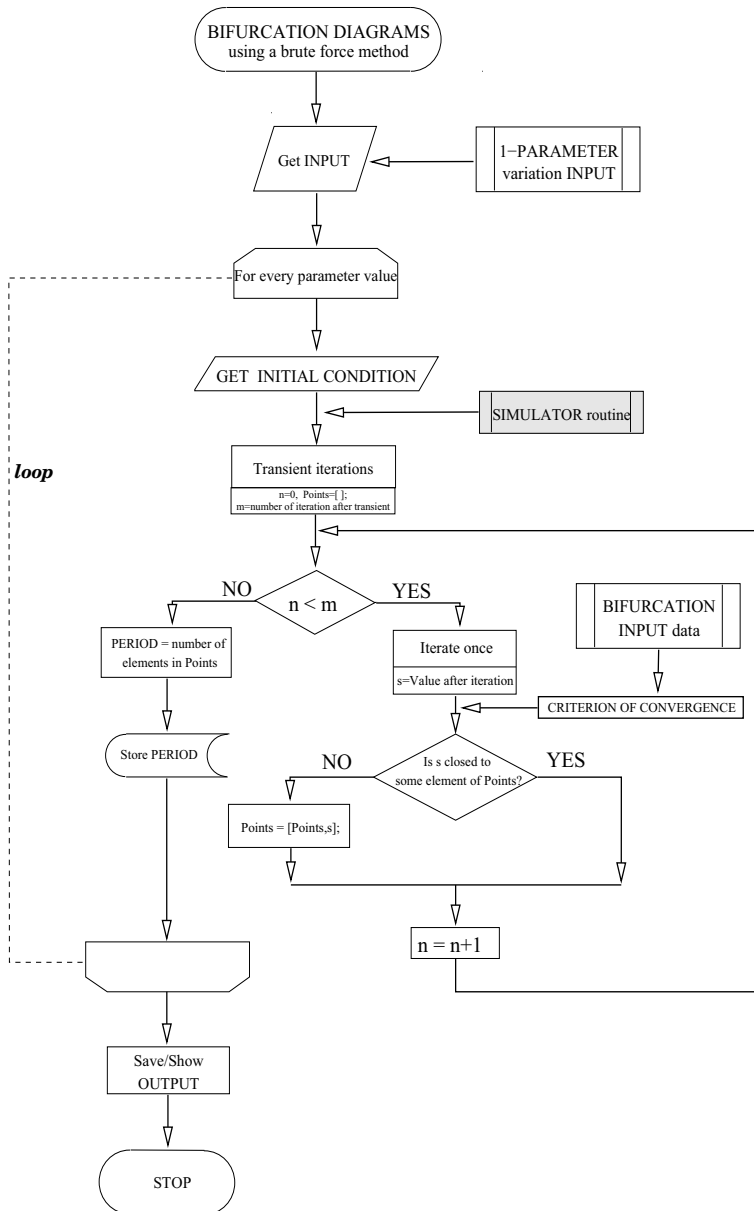 BIFURCATION DIAGRAMS
using a brute force method
Get INPUT
1−PARAMETER
variation INPUT
For every parameter value
GET INITIAL CONDITION
SIMULATOR routine
loop
Transient iterations
n=0, Points=[ ];
m=number of iteration after transient
NO
n < m
YES
BIFURCATION
INPUT data
PERIOD = number of
elements in Points
Iterate once
s=Value after iteration
CRITERION OF CONVERGENCE
Store PERIOD
NO
Is s closed to
some element of Points?
YES
Points = [Points,s];
n = n+1
Save/Show
OUTPUT
STOP